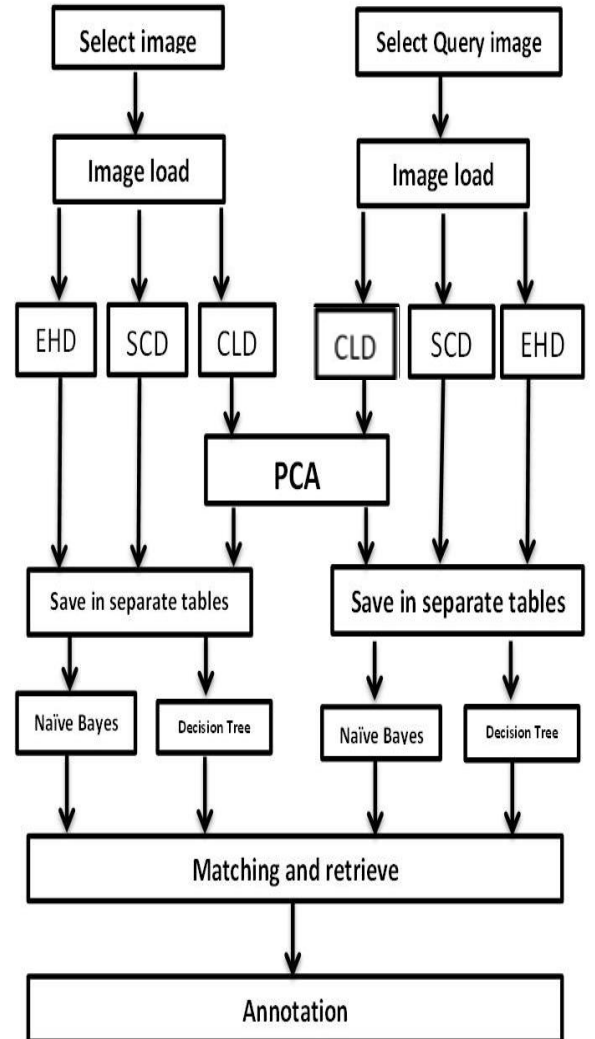 Select image
Select Query image
Image load
Image load
EHD
SCD
CLD
CLD
SCD
EHD
PCA
Save in separate tables
Save in separate tables
Naïve Bayes
Decision Tree
Naïve Bayes
Decision Tree
Matching and retrieve
Annotation